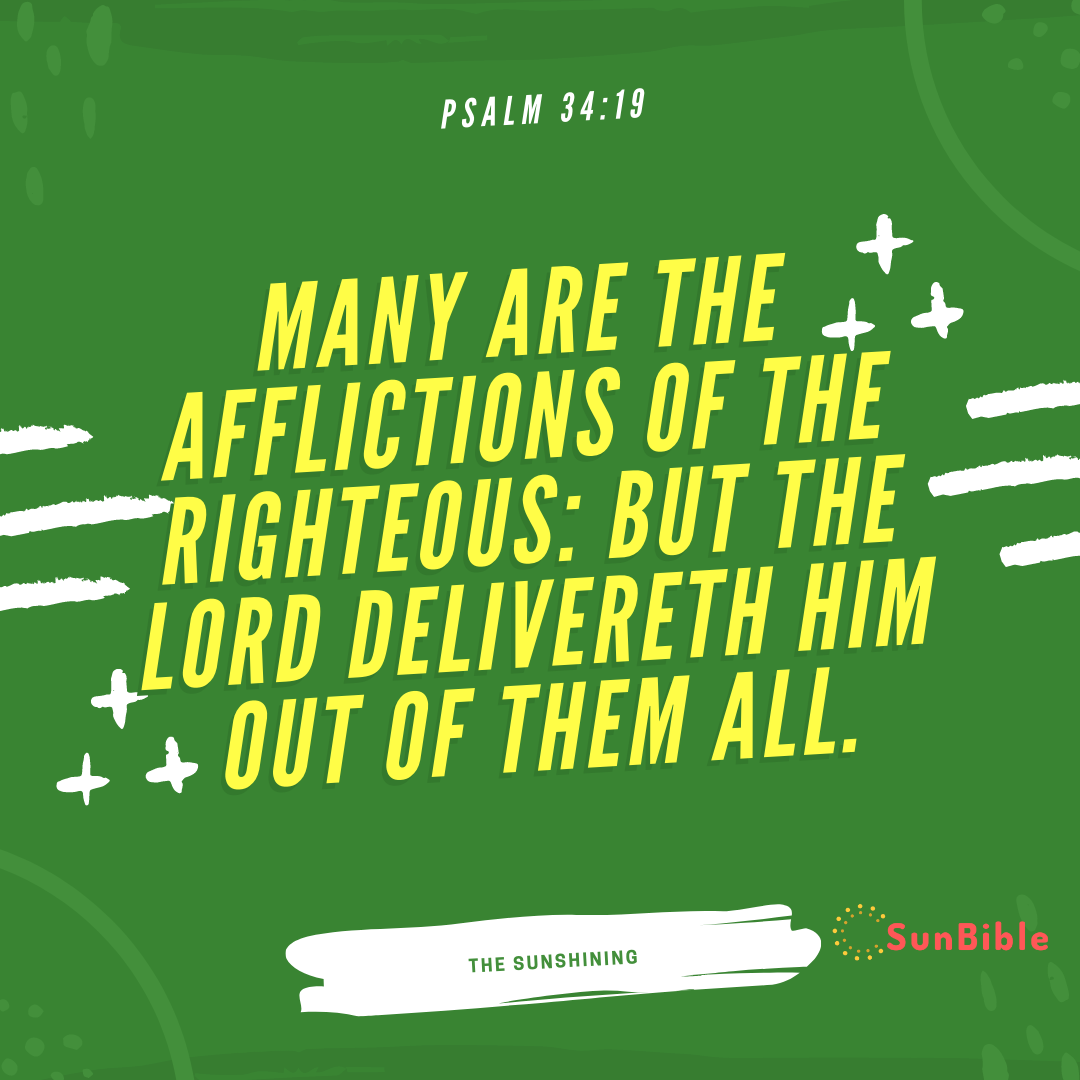 PSALM 34:19
MANY ARE THE
AFFLICTIONS OF THE
RIGHTEOUS: BUT THE
LORD DELIVERETH HIM
OUT OF THEM ALL.
THE SUNSHINING
SunBible